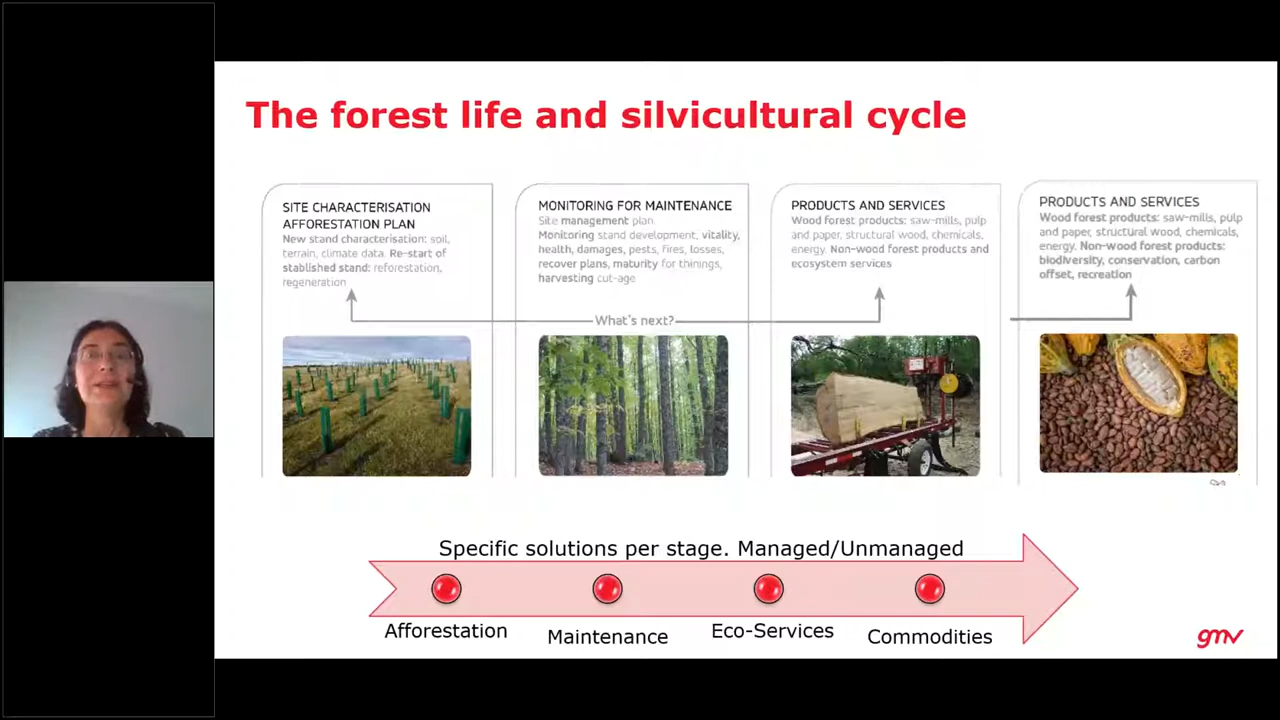 The forest life and silvicultural cycle
SITE CHARACTERISATION
AFFORESTATION PLAN
New stand characterisation: soil,
terrain, climate data. Re-start of
stablished stand: reforestation,
regeneration
MONITORING FOR MAINTENANCE
Site management plan.
Monitoring stand development, vitality,
health, damages, pests, fires, losses,
recover plans, maturity for thinings,
harvesting cut-age
PRODUCTS AND SERVICES
Wood forest products: saw-mills, pulp
and paper, structural wood, chemicals,
energy. Non-wood forest products and
ecosystem services
PRODUCTS AND SERVICES
Wood forest products: saw-mills, pulp
and paper, structural wood, chemicals,
energy. Non-wood forest products:
biodiversity, conservation, carbon
offset, recreation
What's next?
Specific solutions per stage. Managed/Unmanaged
Afforestation
Maintenance
Eco-Services
Commodities
gmv